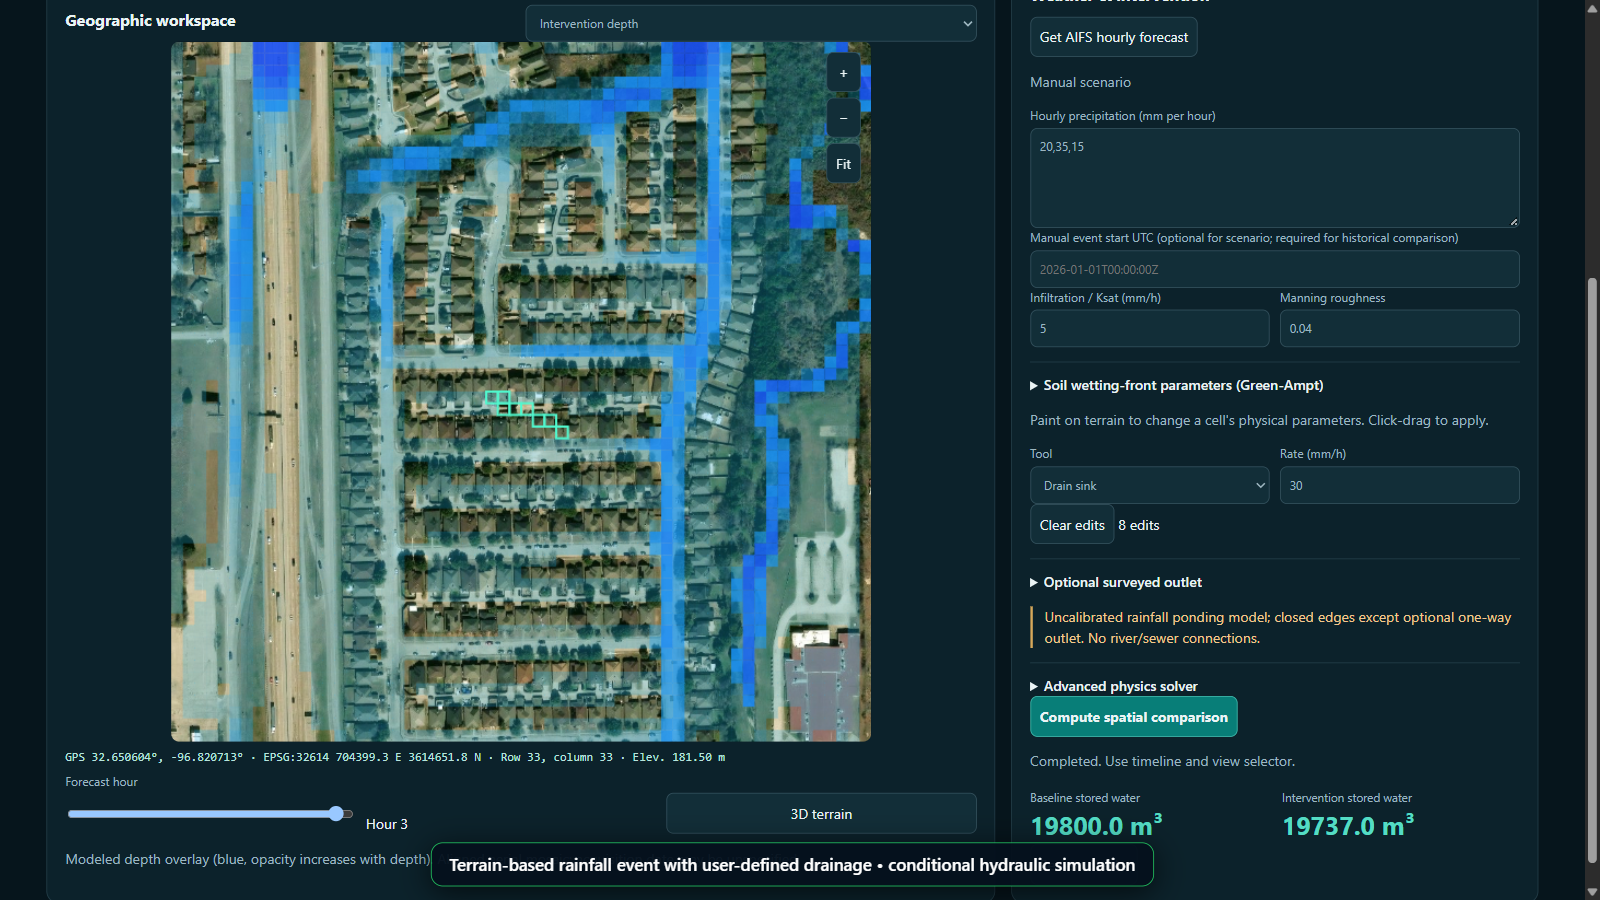 Geographic workspace
Intervention depth
+
−
Fit
GPS 32.650604°, -96.820713° · EPSG:32614 704399.3 E 3614651.8 N · Row 33, column 33 · Elev. 181.50 m
Forecast hour
Hour 3
3D terrain
Modeled depth overlay (blue, opacity increases with depth)
Get AIFS hourly forecast
Manual scenario
Hourly precipitation (mm per hour)
20,35,15
Manual event start UTC (optional for scenario; required for historical comparison)
2026-01-01T00:00:00Z
Infiltration / Ksat (mm/h)
Manning roughness
5
0.04
Soil wetting-front parameters (Green-Ampt)
Paint on terrain to change a cell's physical parameters. Click-drag to apply.
Tool
Rate (mm/h)
Drain sink
30
Clear edits
8 edits
Optional surveyed outlet
Uncalibrated rainfall ponding model; closed edges except optional one-way
outlet. No river/sewer connections.
Advanced physics solver
Compute spatial comparison
Completed. Use timeline and view selector.
Baseline stored water
Intervention stored water
19800.0 m³
19737.0 m³
Terrain-based rainfall event with user-defined drainage • conditional hydraulic simulation